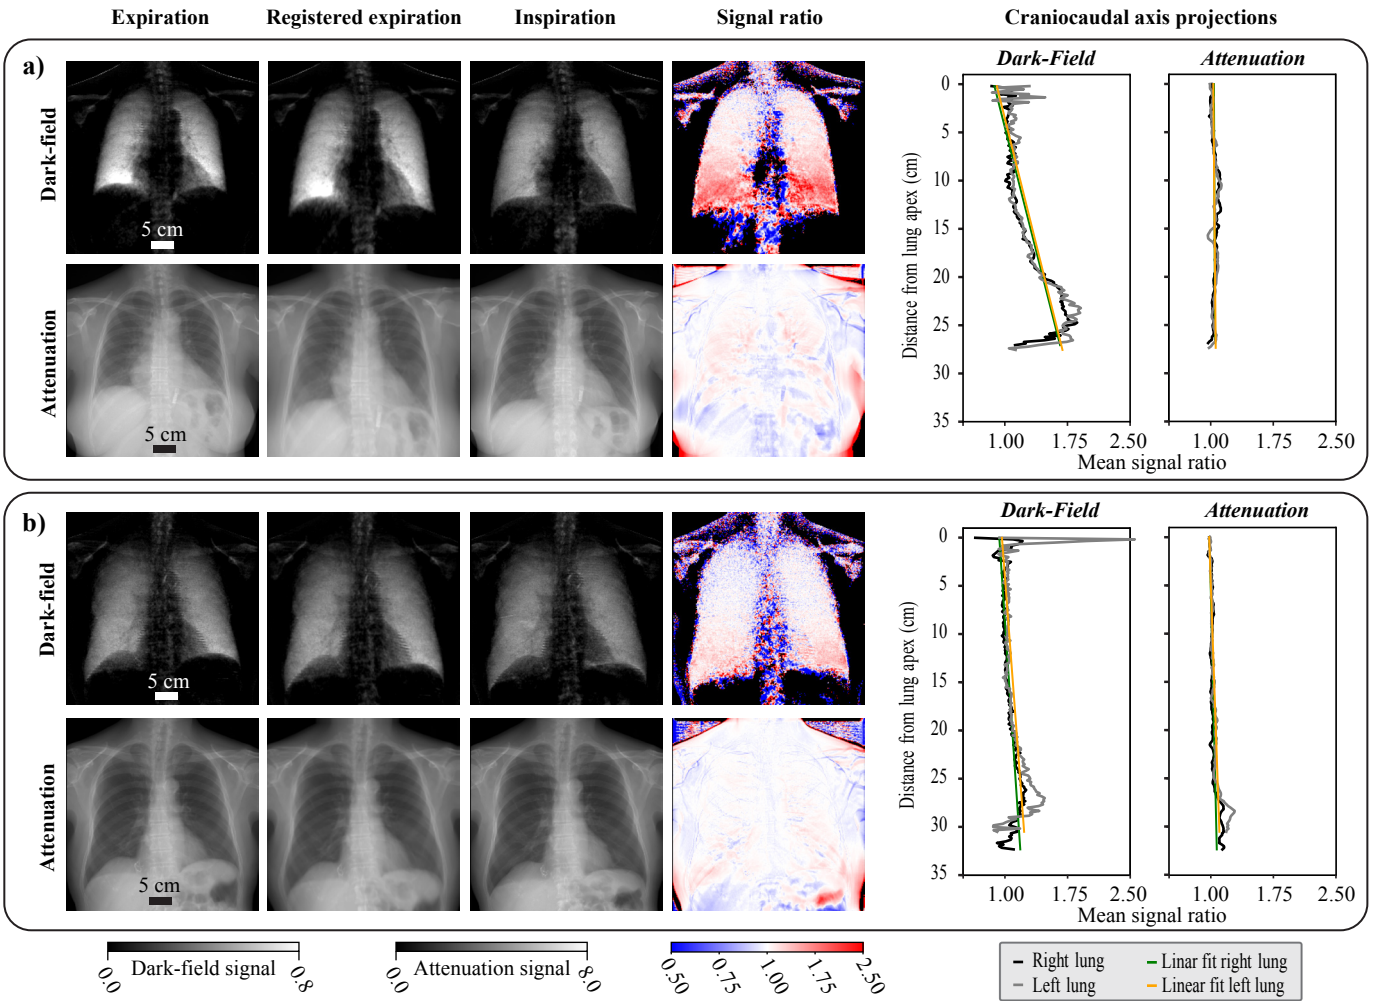 Expiration Registered expiration Inspiration Signal ratio Craniocaudal axis projections
a)
Dark-field
5 cm
Attenuation
5 cm
Dark-Field
Attenuation
Distance from lung apex (cm)
0
5
10
15
20
25
30
35
1.00 1.75 2.50
1.00 1.75 2.50
Mean signal ratio
b)
Dark-field
5 cm
Attenuation
5 cm
Dark-Field
Attenuation
Distance from lung apex (cm)
0
5
10
15
20
25
30
35
1.00 1.75 2.50
1.00 1.75 2.50
Mean signal ratio
0.0 Dark-field signal 0.8
0.0 Attenuation signal 8.0
0.50 0.75 1.00 1.75 2.50
Right lung
Left lung
Linar fit right lung
Linear fit left lung